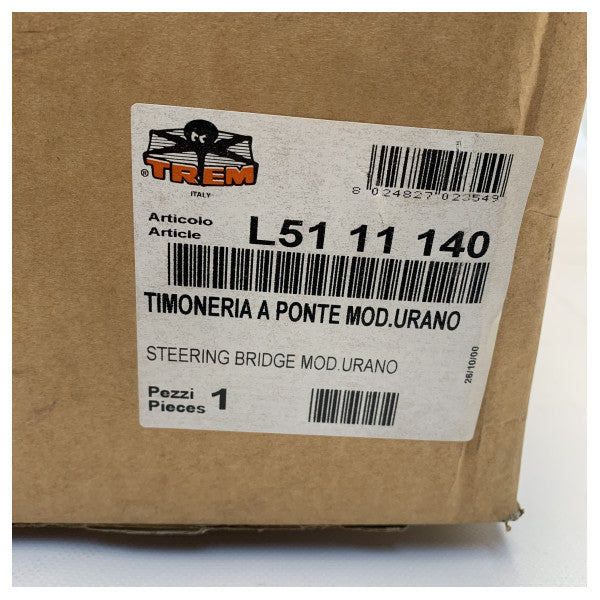 ® TREM
ITALY
8 024827 023549
Articolo
Article L51 11 140
TIMONERIA A PONTE MOD.URANO
STEERING BRIDGE MOD.URANO
26/10/00
Pezzi
Pieces 1